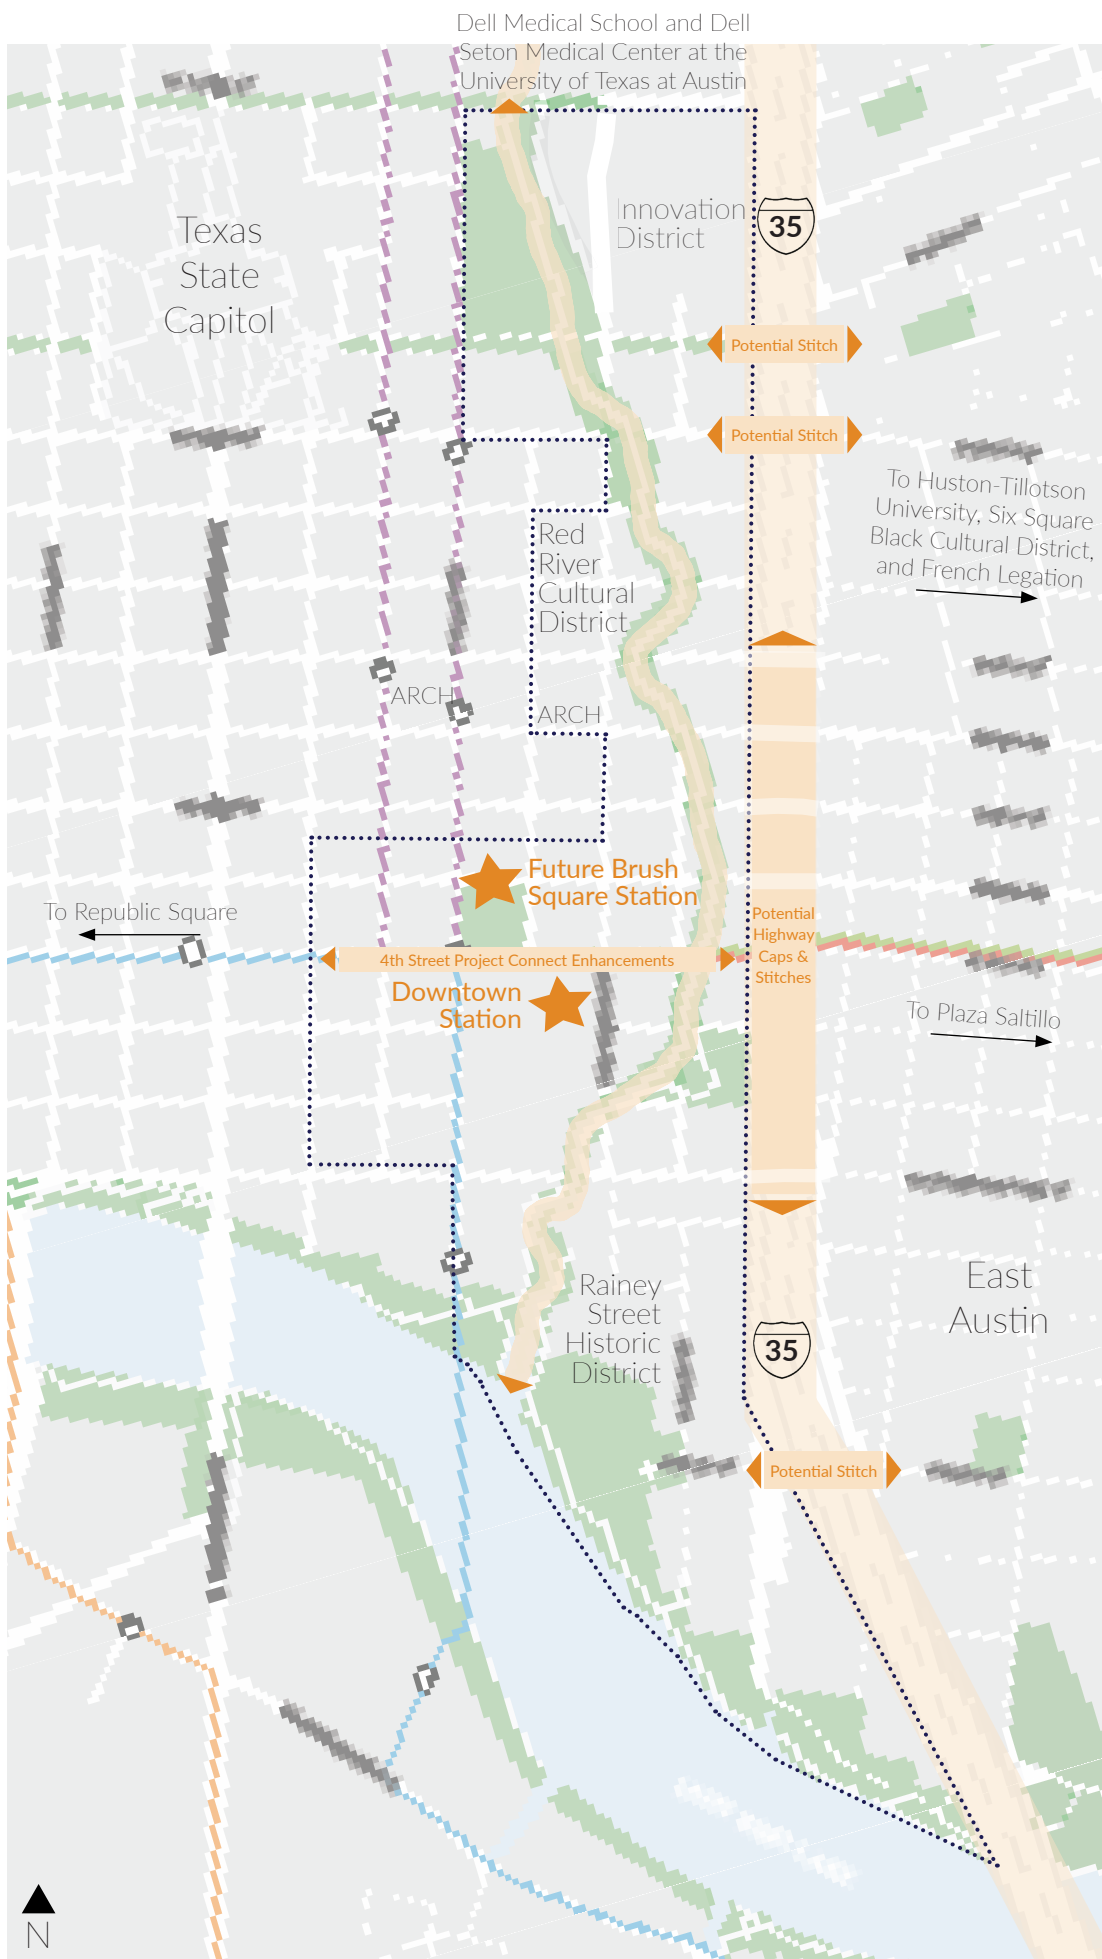 Dell Medical School and Dell
Seton Medical Center at the
University of Texas at Austin
Innovation
District
35
Texas
State
Capitol
Potential Stitch
Potential Stitch
To Huston-Tillotson
University, Six Square
Black Cultural District,
and French Legation
Red
River
Cultural
District
ARCH
ARCH
Future Brush
Square Station
To Republic Square
Potential
Highway
Caps &
Stitches
4th Street Project Connect Enhancements
Downtown
Station
To Plaza Saltillo
Rainey
Street
Historic
District
East
Austin
35
Potential Stitch
N